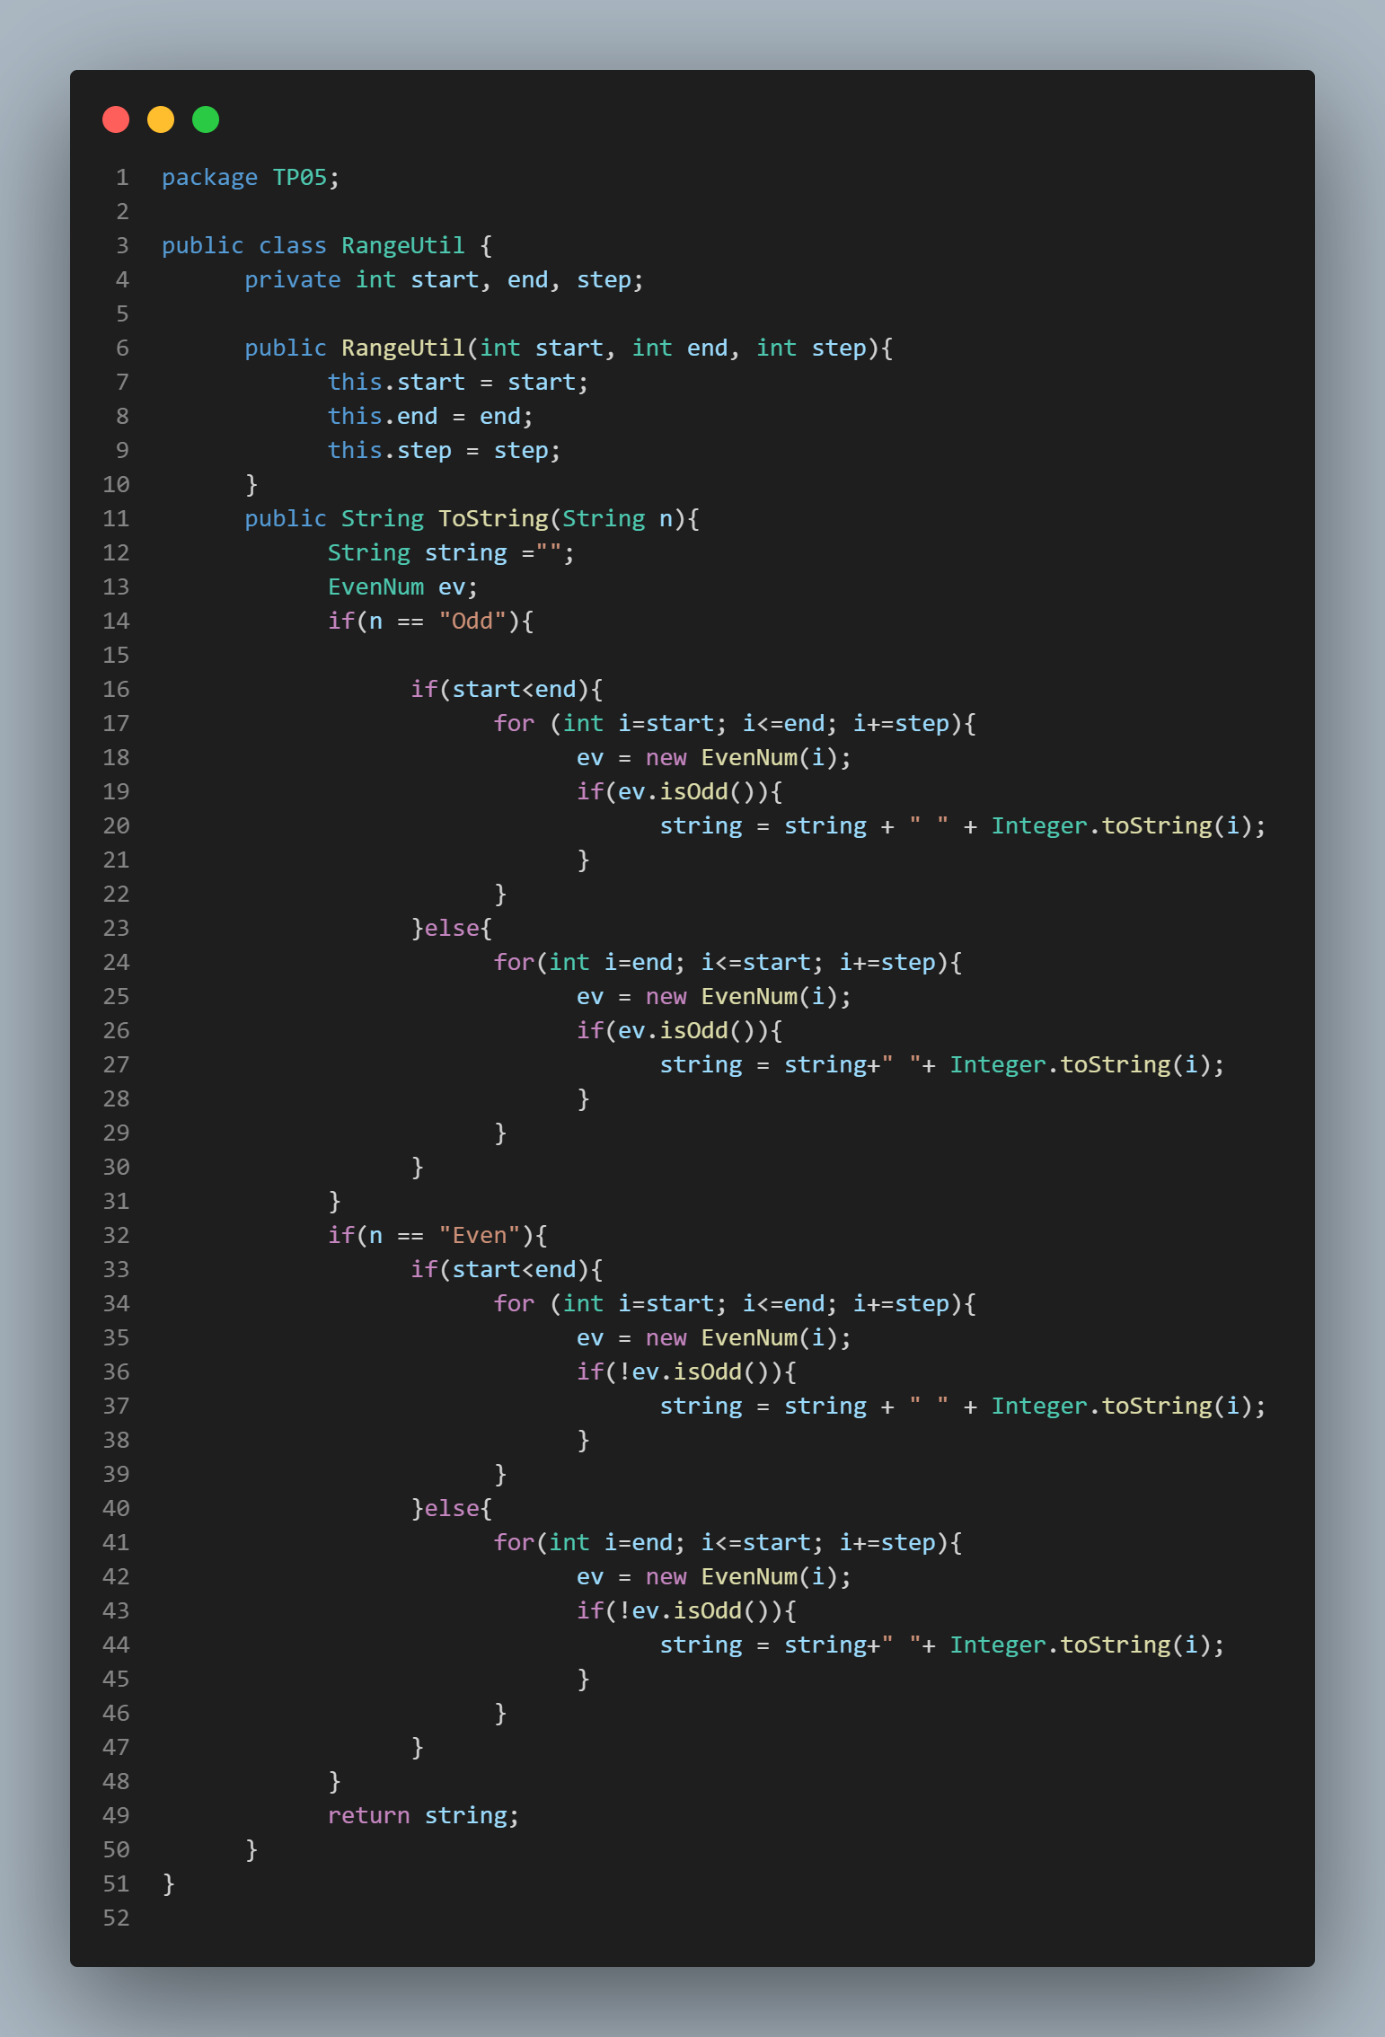 1 package TP05;
2
3 public class RangeUtil {
4 private int start, end, step;
5
6 public RangeUtil(int start, int end, int step){
7 this.start = start;
8 this.end = end;
9 this.step = step;
10 }
11 public String ToString(String n){
12 String string ="";
13 EvenNum ev;
14 if(n == "Odd"){
15
16 if(start<end){
17 for (int i=start; i<=end; i+=step){
18 ev = new EvenNum(i);
19 if(ev.isOdd()){
20 string = string + " " + Integer.toString(i);
21 }
22 }
23 }else{
24 for(int i=end; i<=start; i+=step){
25 ev = new EvenNum(i);
26 if(ev.isOdd()){
27 string = string+" "+ Integer.toString(i);
28 }
29 }
30 }
31 }
32 if(n == "Even"){
33 if(start<end){
34 for (int i=start; i<=end; i+=step){
35 ev = new EvenNum(i);
36 if(!ev.isOdd()){
37 string = string + " " + Integer.toString(i);
38 }
39 }
40 }else{
41 for(int i=end; i<=start; i+=step){
42 ev = new EvenNum(i);
43 if(!ev.isOdd()){
44 string = string+" "+ Integer.toString(i);
45 }
46 }
47 }
48 }
49 return string;
50 }
51 }
52